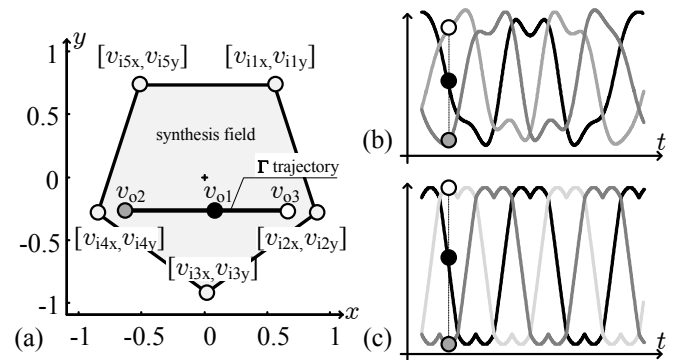 y
[v_i5x,v_i5y] [v_i1x,v_i1y]
1
0.5
synthesis field
Γ trajectory
0
v_o2 v_o1 v_o3
-0.5
[v_i4x,v_i4y] [v_i2x,v_i2y]
[v_i3x,v_i3y]
-1
x
(a) -1 -0.5 0 0.5 1
(b) t
(c) t